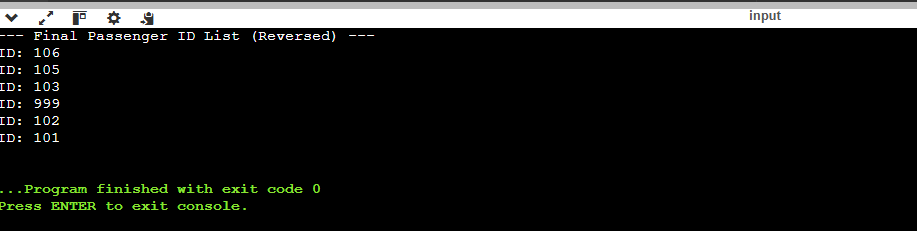 input
--- Final Passenger ID List (Reversed) ---
ID: 106
ID: 105
ID: 103
ID: 999
ID: 102
ID: 101
...Program finished with exit code 0
Press ENTER to exit console.